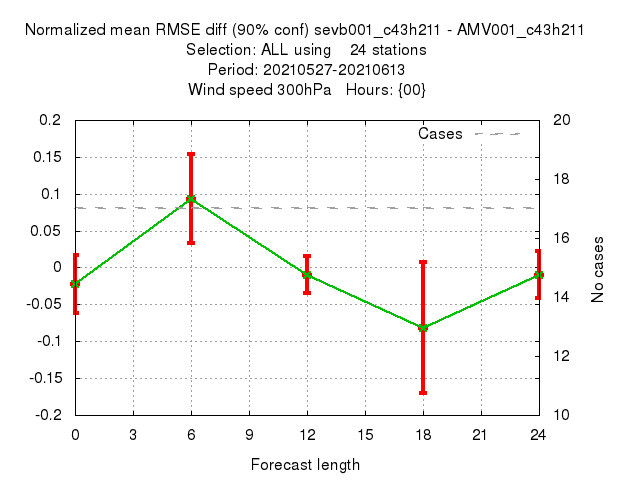 Normalized mean RMSE diff (90% conf) sevb001_c43h211 - AMV001_c43h211
Selection: ALL using    24 stations
Period: 20210527-20210613
Wind speed 300hPa   Hours: {00}
Cases
0.2
0.15
0.1
0.05
0
-0.05
-0.1
-0.15
-0.2
20
18
16
14
12
10
No cases
0 3 6 9 12 15 18 21 24
Forecast length